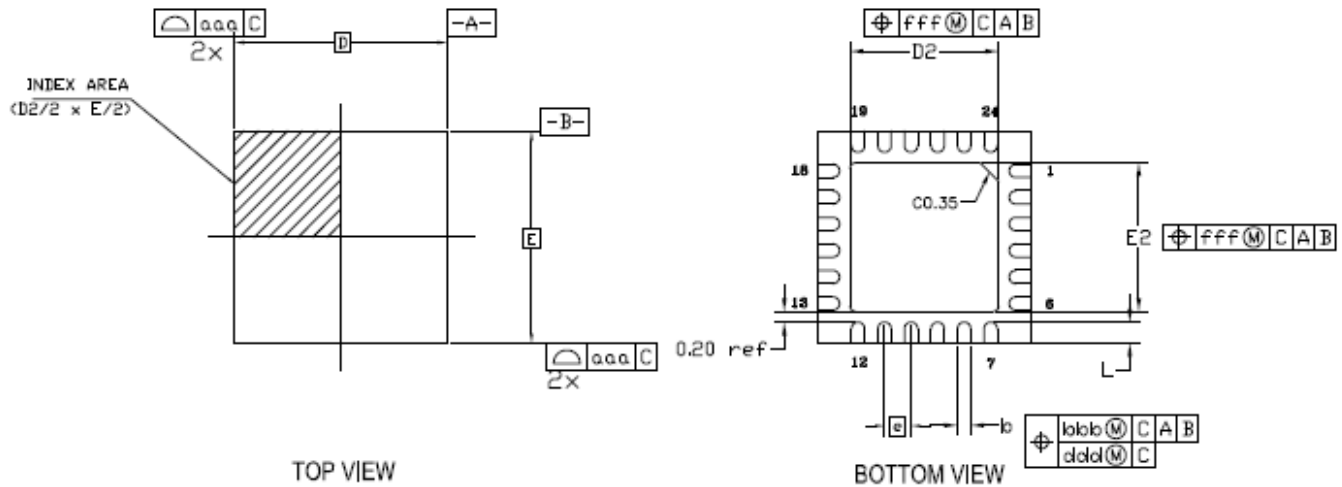 aaa C
2x
D
-A-
INDEX AREA
(D2/2 x E/2)
-B-
E
aaa C
2x
TOP VIEW
fff Ⓜ C A B
D2
19 24
18 1
C0.35
E2
fff Ⓜ C A B
13 6
0.20 ref
12 7
L
e
b
bbb Ⓜ C A B
ddd Ⓜ C
BOTTOM VIEW